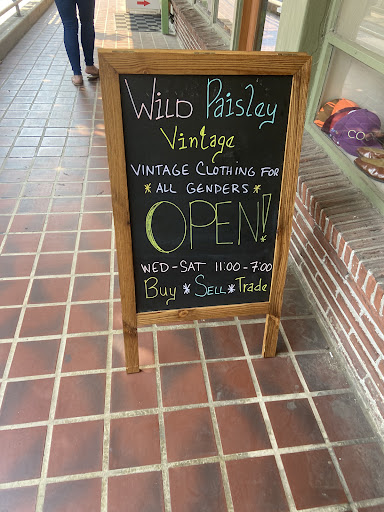 Wild Paisley
Vintage
VINTAGE CLOTHING FOR
* ALL GENDERS *
OPEN!
WED-SAT 11:00-7:00
Buy * SELL * Trade